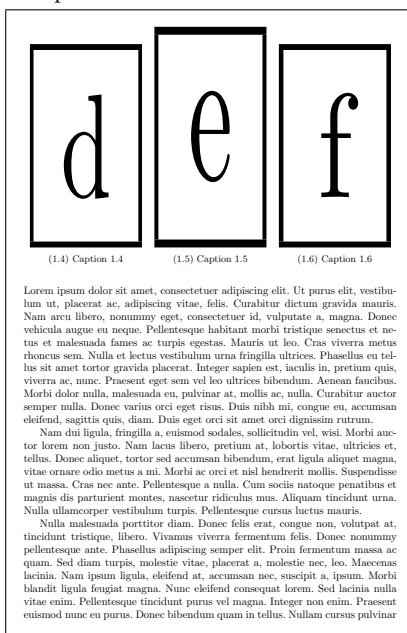 d e f
(1.4) Caption 1.4 (1.5) Caption 1.5 (1.6) Caption 1.6
Lorem ipsum dolor sit amet, consectetuer adipiscing elit. Ut purus elit, vestibu-
lum ut, placerat ac, adipiscing vitae, felis. Curabitur dictum gravida mauris.
Nam arcu libero, nonummy eget, consectetuer id, vulputate a, magna. Donec
vehicula augue eu neque. Pellentesque habitant morbi tristique senectus et ne-
tus et malesuada fames ac turpis egestas. Mauris ut leo. Cras viverra metus
rhoncus sem. Nulla et lectus vestibulum urna fringilla ultrices. Phasellus eu tel-
lus sit amet tortor gravida placerat. Integer sapien est, iaculis in, pretium quis,
viverra ac, nunc. Praesent eget sem vel leo ultrices bibendum. Aenean faucibus.
Morbi dolor nulla, malesuada eu, pulvinar at, mollis ac, nulla. Curabitur auctor
semper nulla. Donec varius orci eget risus. Duis nibh mi, congue eu, accumsan
eleifend, sagittis quis, diam. Duis eget orci sit amet orci dignissim rutrum.
Nam dui ligula, fringilla a, euismod sodales, sollicitudin vel, wisi. Morbi auc-
tor lorem non justo. Nam lacus libero, pretium at, lobortis vitae, ultricies et,
tellus. Donec aliquet, tortor sed accumsan bibendum, erat ligula aliquet magna,
vitae ornare odio metus a mi. Morbi ac orci et nisl hendrerit mollis. Suspendisse
ut massa. Cras nec ante. Pellentesque a nulla. Cum sociis natoque penatibus et
magnis dis parturient montes, nascetur ridiculus mus. Aliquam tincidunt urna.
Nulla ullamcorper vestibulum turpis. Pellentesque cursus luctus mauris.
Nulla malesuada porttitor diam. Donec felis erat, congue non, volutpat at,
tincidunt tristique, libero. Vivamus viverra fermentum felis. Donec nonummy
pellentesque ante. Phasellus adipiscing semper elit. Proin fermentum massa ac
quam. Sed diam turpis, molestie vitae, placerat a, molestie nec, leo. Maecenas
lacinia. Nam ipsum ligula, eleifend at, accumsan nec, suscipit a, ipsum. Morbi
blandit ligula feugiat magna. Nunc eleifend consequat lorem. Sed lacinia nulla
vitae enim. Pellentesque tincidunt purus vel magna. Integer non enim. Praesent
euismod nunc eu purus. Donec bibendum quam in tellus. Nullam cursus pulvinar